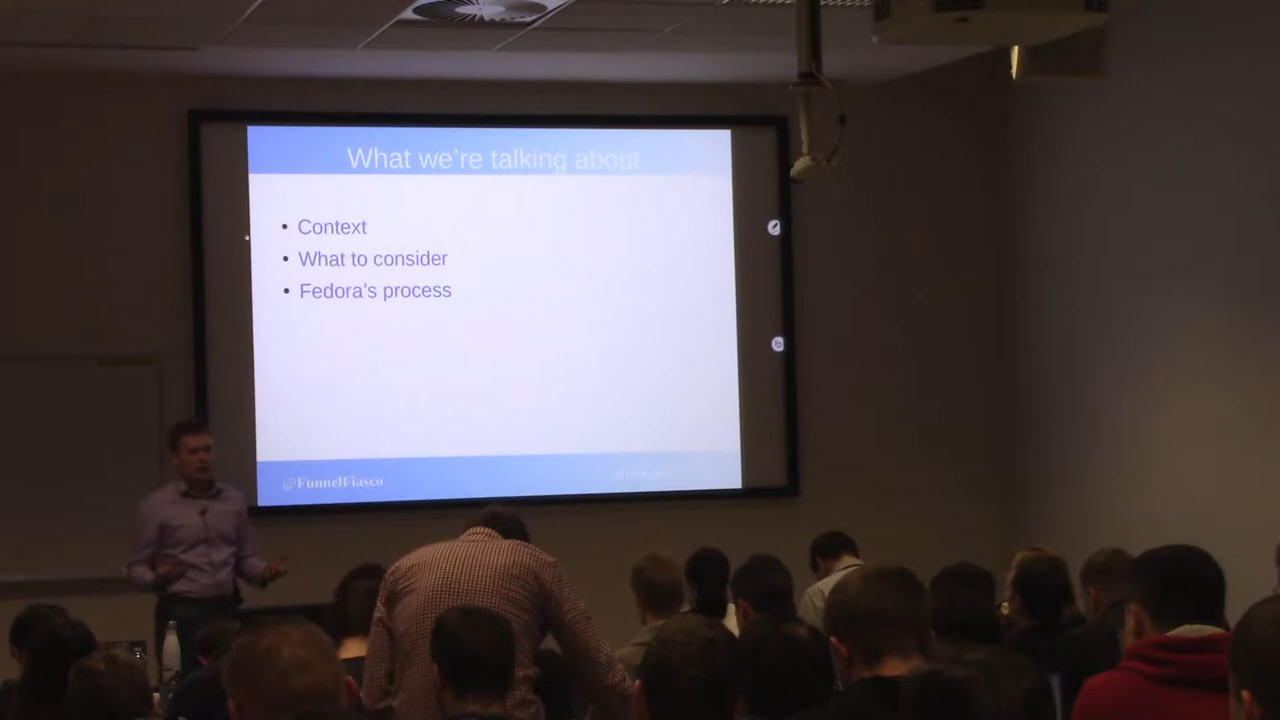 What we're talking about
• Context
• What to consider
• Fedora's process
@FunnelFiasco